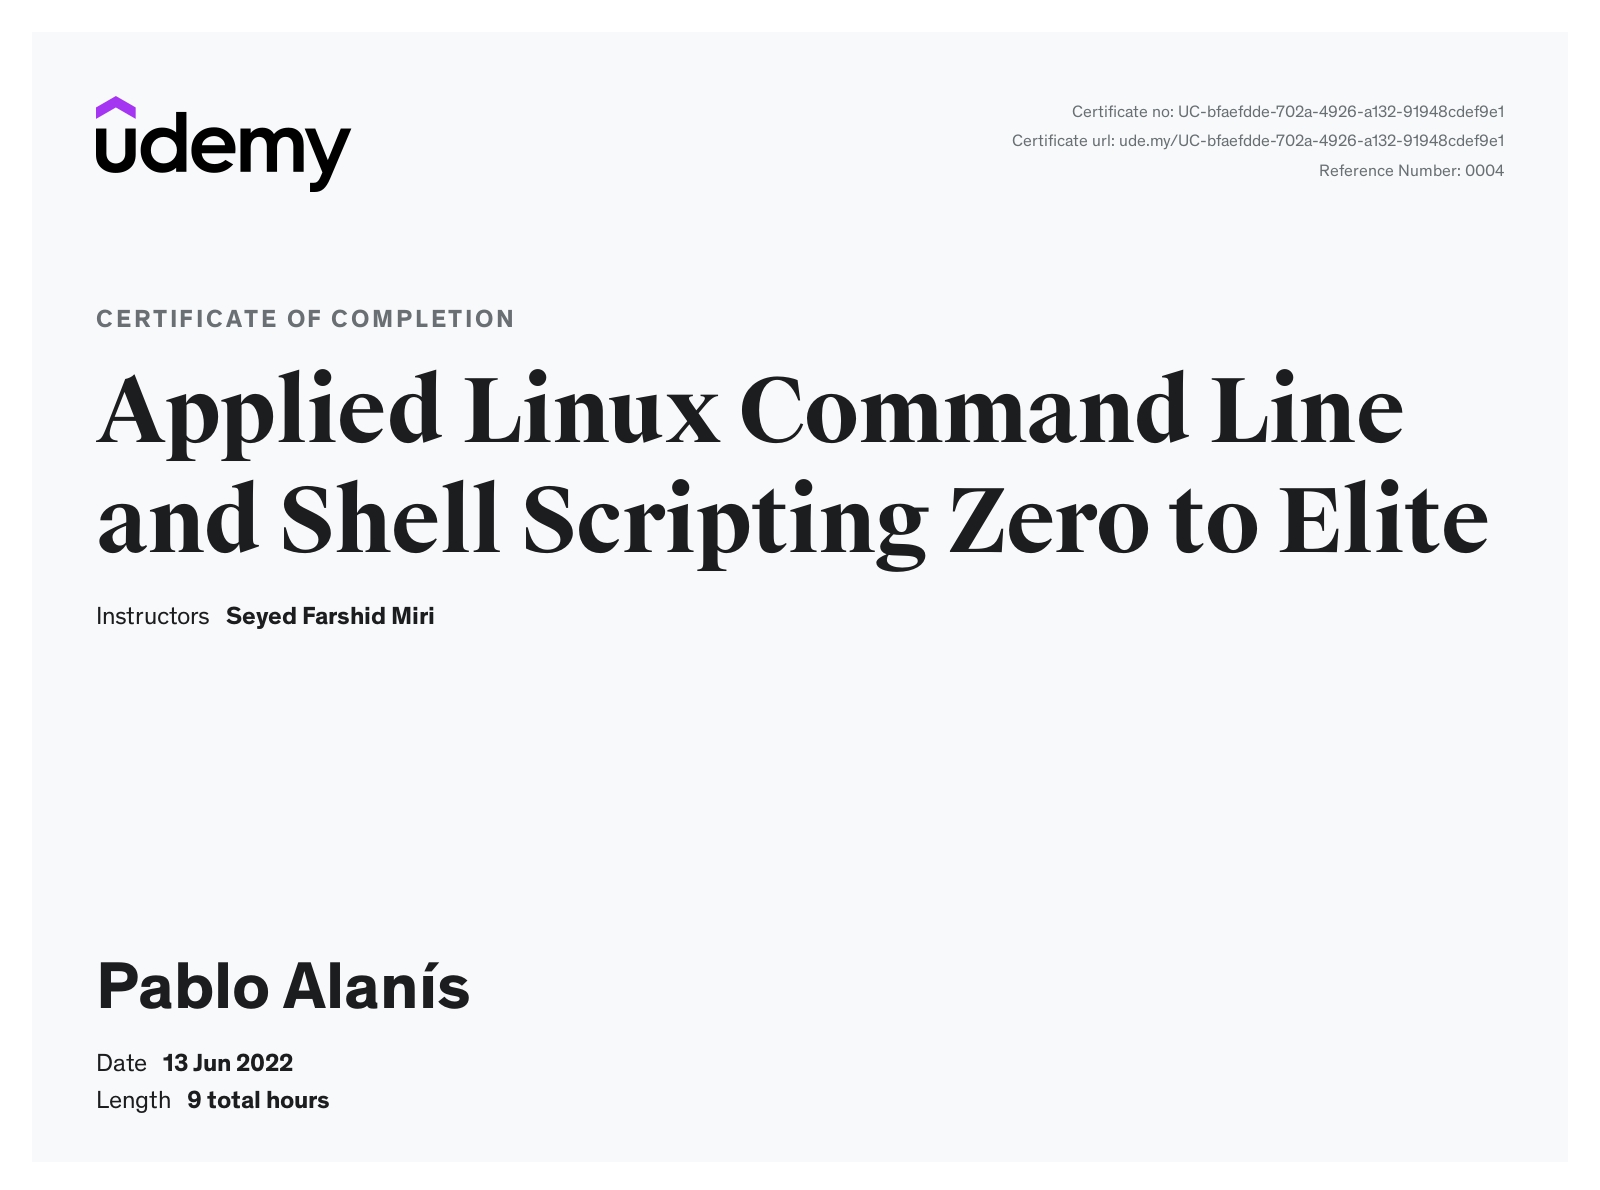 udemy
Certificate no: UC-bfaefdde-702a-4926-a132-91948cdef9e1
Certificate url: ude.my/UC-bfaefdde-702a-4926-a132-91948cdef9e1
Reference Number: 0004
CERTIFICATE OF COMPLETION
Applied Linux Command Line
and Shell Scripting Zero to Elite
Instructors Seyed Farshid Miri
Pablo Alanís
Date 13 Jun 2022
Length 9 total hours